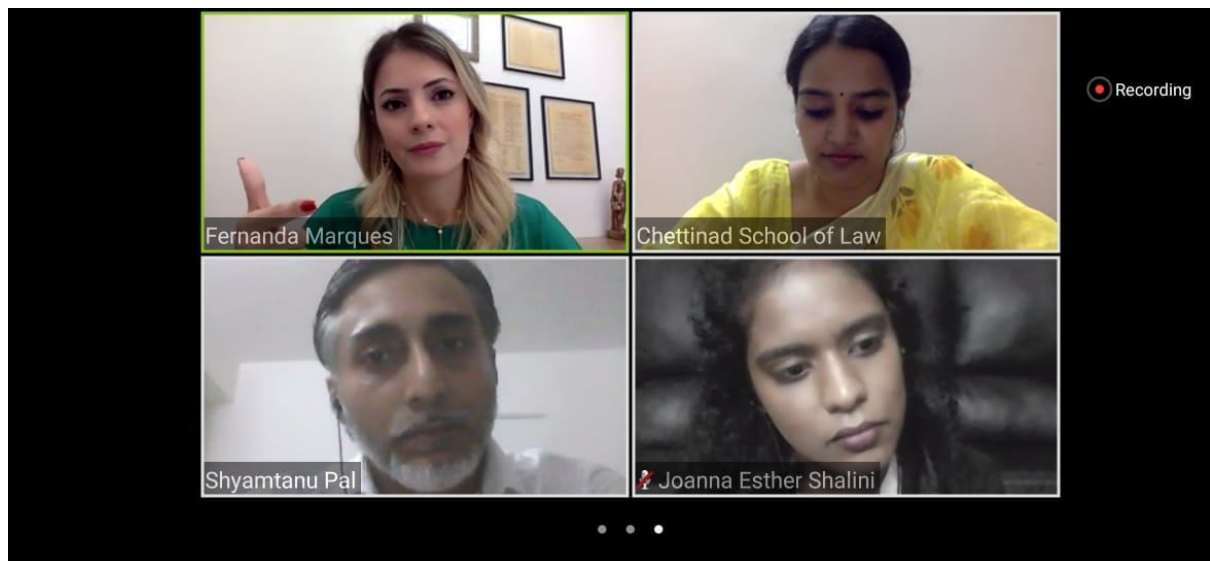 Recording
Fernanda Marques
Chettinad School of Law
Shyamtanu Pal
Joanna Esther Shalini